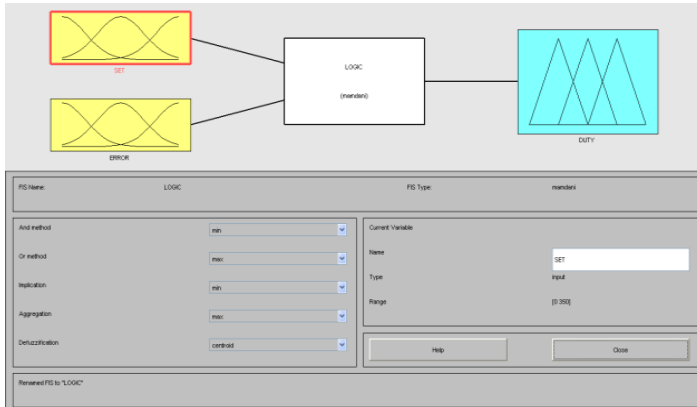 SET
LOGIC
(mamdani)
DUTY
ERROR
FIS Name: LOGIC FIS Type: mamdani
And method min
Or method max
Implication min
Aggregation max
Defuzzification centroid
Current Variable
Name SET
Type input
Range [0 350]
Help Close
Renamed FIS to "LOGIC"